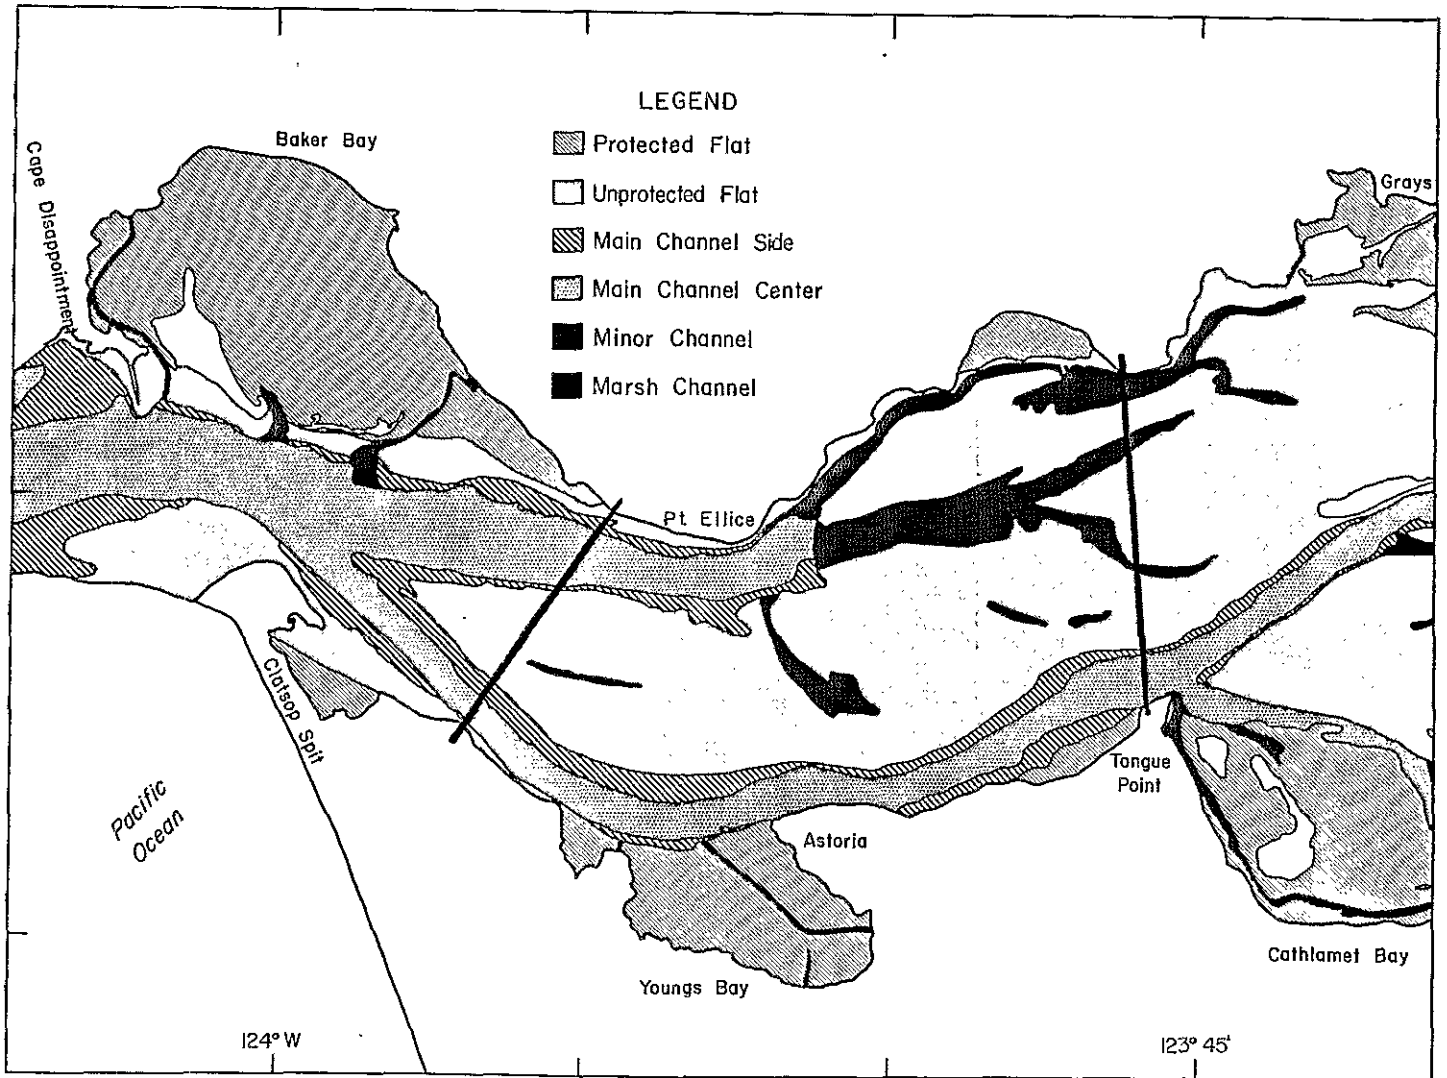 LEGEND
Protected Flat
Unprotected Flat
Main Channel Side
Main Channel Center
Minor Channel
Marsh Channel
Baker Bay
Cape Disappointment
Grays
Pt Ellice
Clatsop Spit
Pacific
Ocean
Tongue
Point
Astoria
Youngs Bay
Cathlamet Bay
124° W
123° 45'